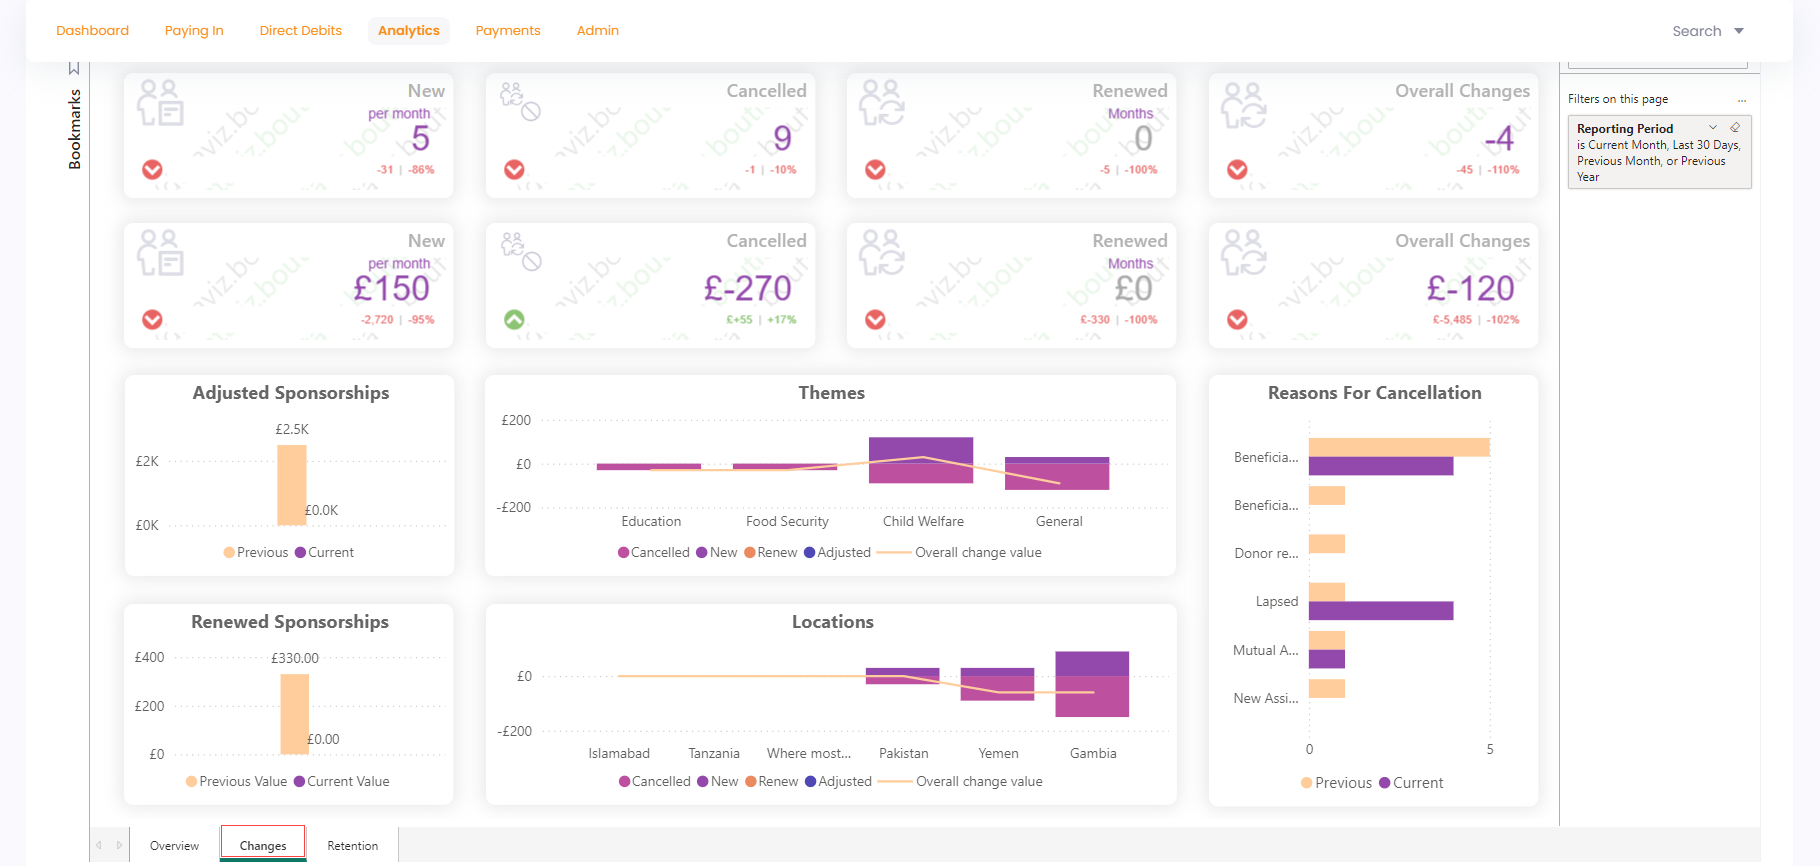 Dashboard
Paying In
Direct Debits
Analytics
Payments
Admin
Search
Bookmarks
New
per month
5
-31 | -86%
Cancelled
9
-1 | -10%
Renewed
Months
0
-5 | -100%
Overall Changes
-4
-45 | -110%
New
per month
£150
-2,720 | -95%
Cancelled
£-270
£+55 | +17%
Renewed
Months
£0
£-330 | -100%
Overall Changes
£-120
£-5,485 | -102%
Filters on this page
...
Reporting Period
is Current Month, Last 30 Days,
Previous Month, or Previous
Year
Adjusted Sponsorships
£2.5K
£2K
£0.0K
£0K
Previous
Current
Themes
£200
£0
-£200
Education
Food Security
Child Welfare
General
Cancelled
New
Renew
Adjusted
Overall change value
Reasons For Cancellation
Beneficia...
Beneficia...
Donor re...
Lapsed
Mutual A...
New Assi...
0
5
Previous
Current
Renewed Sponsorships
£400
£330.00
£200
£0.00
£0
Previous Value
Current Value
Locations
£0
-£200
Islamabad
Tanzania
Where most...
Pakistan
Yemen
Gambia
Cancelled
New
Renew
Adjusted
Overall change value
Overview
Changes
Retention